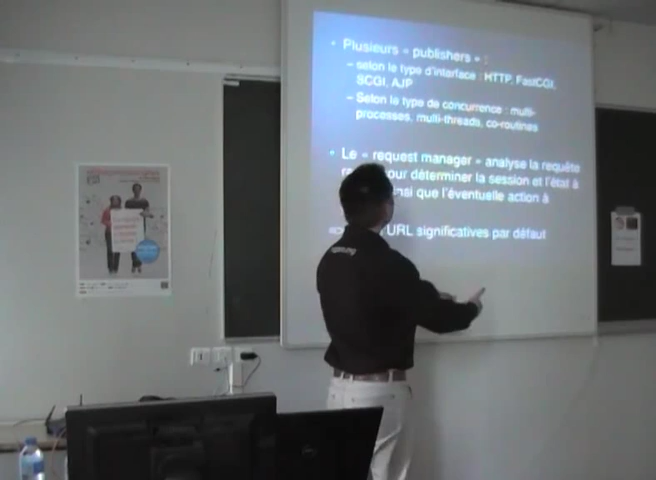 • Plusieurs « publishers » :
– selon le type d'interface : HTTP, FastCGI,
SCGI, AJP
– Selon le type de concurrence : multi-
processes, multi-threads, co-routines
• Le « request manager » analyse la requête
pour déterminer la session et l'état à
ainsi que l'éventuelle action à
URL significatives par défaut